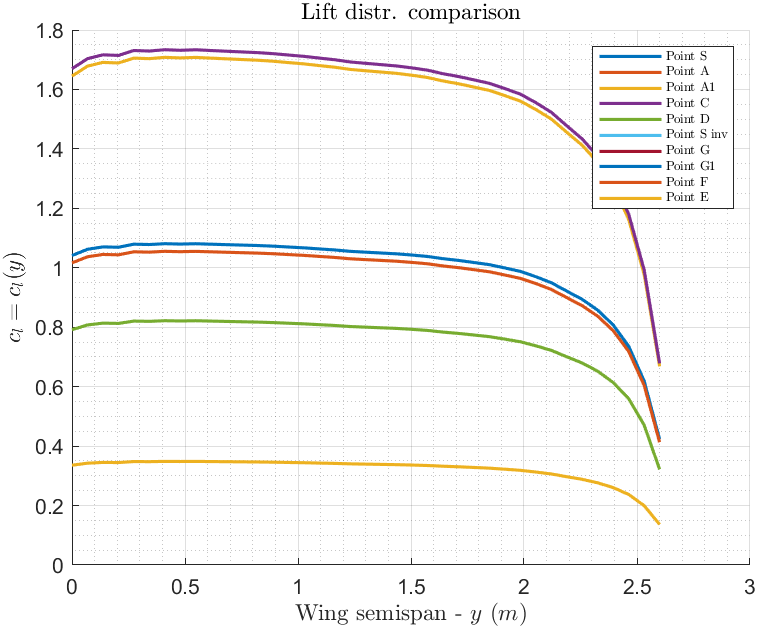 Lift distr. comparison
1.8
1.6
1.4
1.2
1
0.8
0.6
0.4
0.2
0
c_l = c_l(y)
Point S
Point A
Point A1
Point C
Point D
Point S inv
Point G
Point G1
Point F
Point E
0 0.5 1 1.5 2 2.5 3
Wing semispan - y (m)